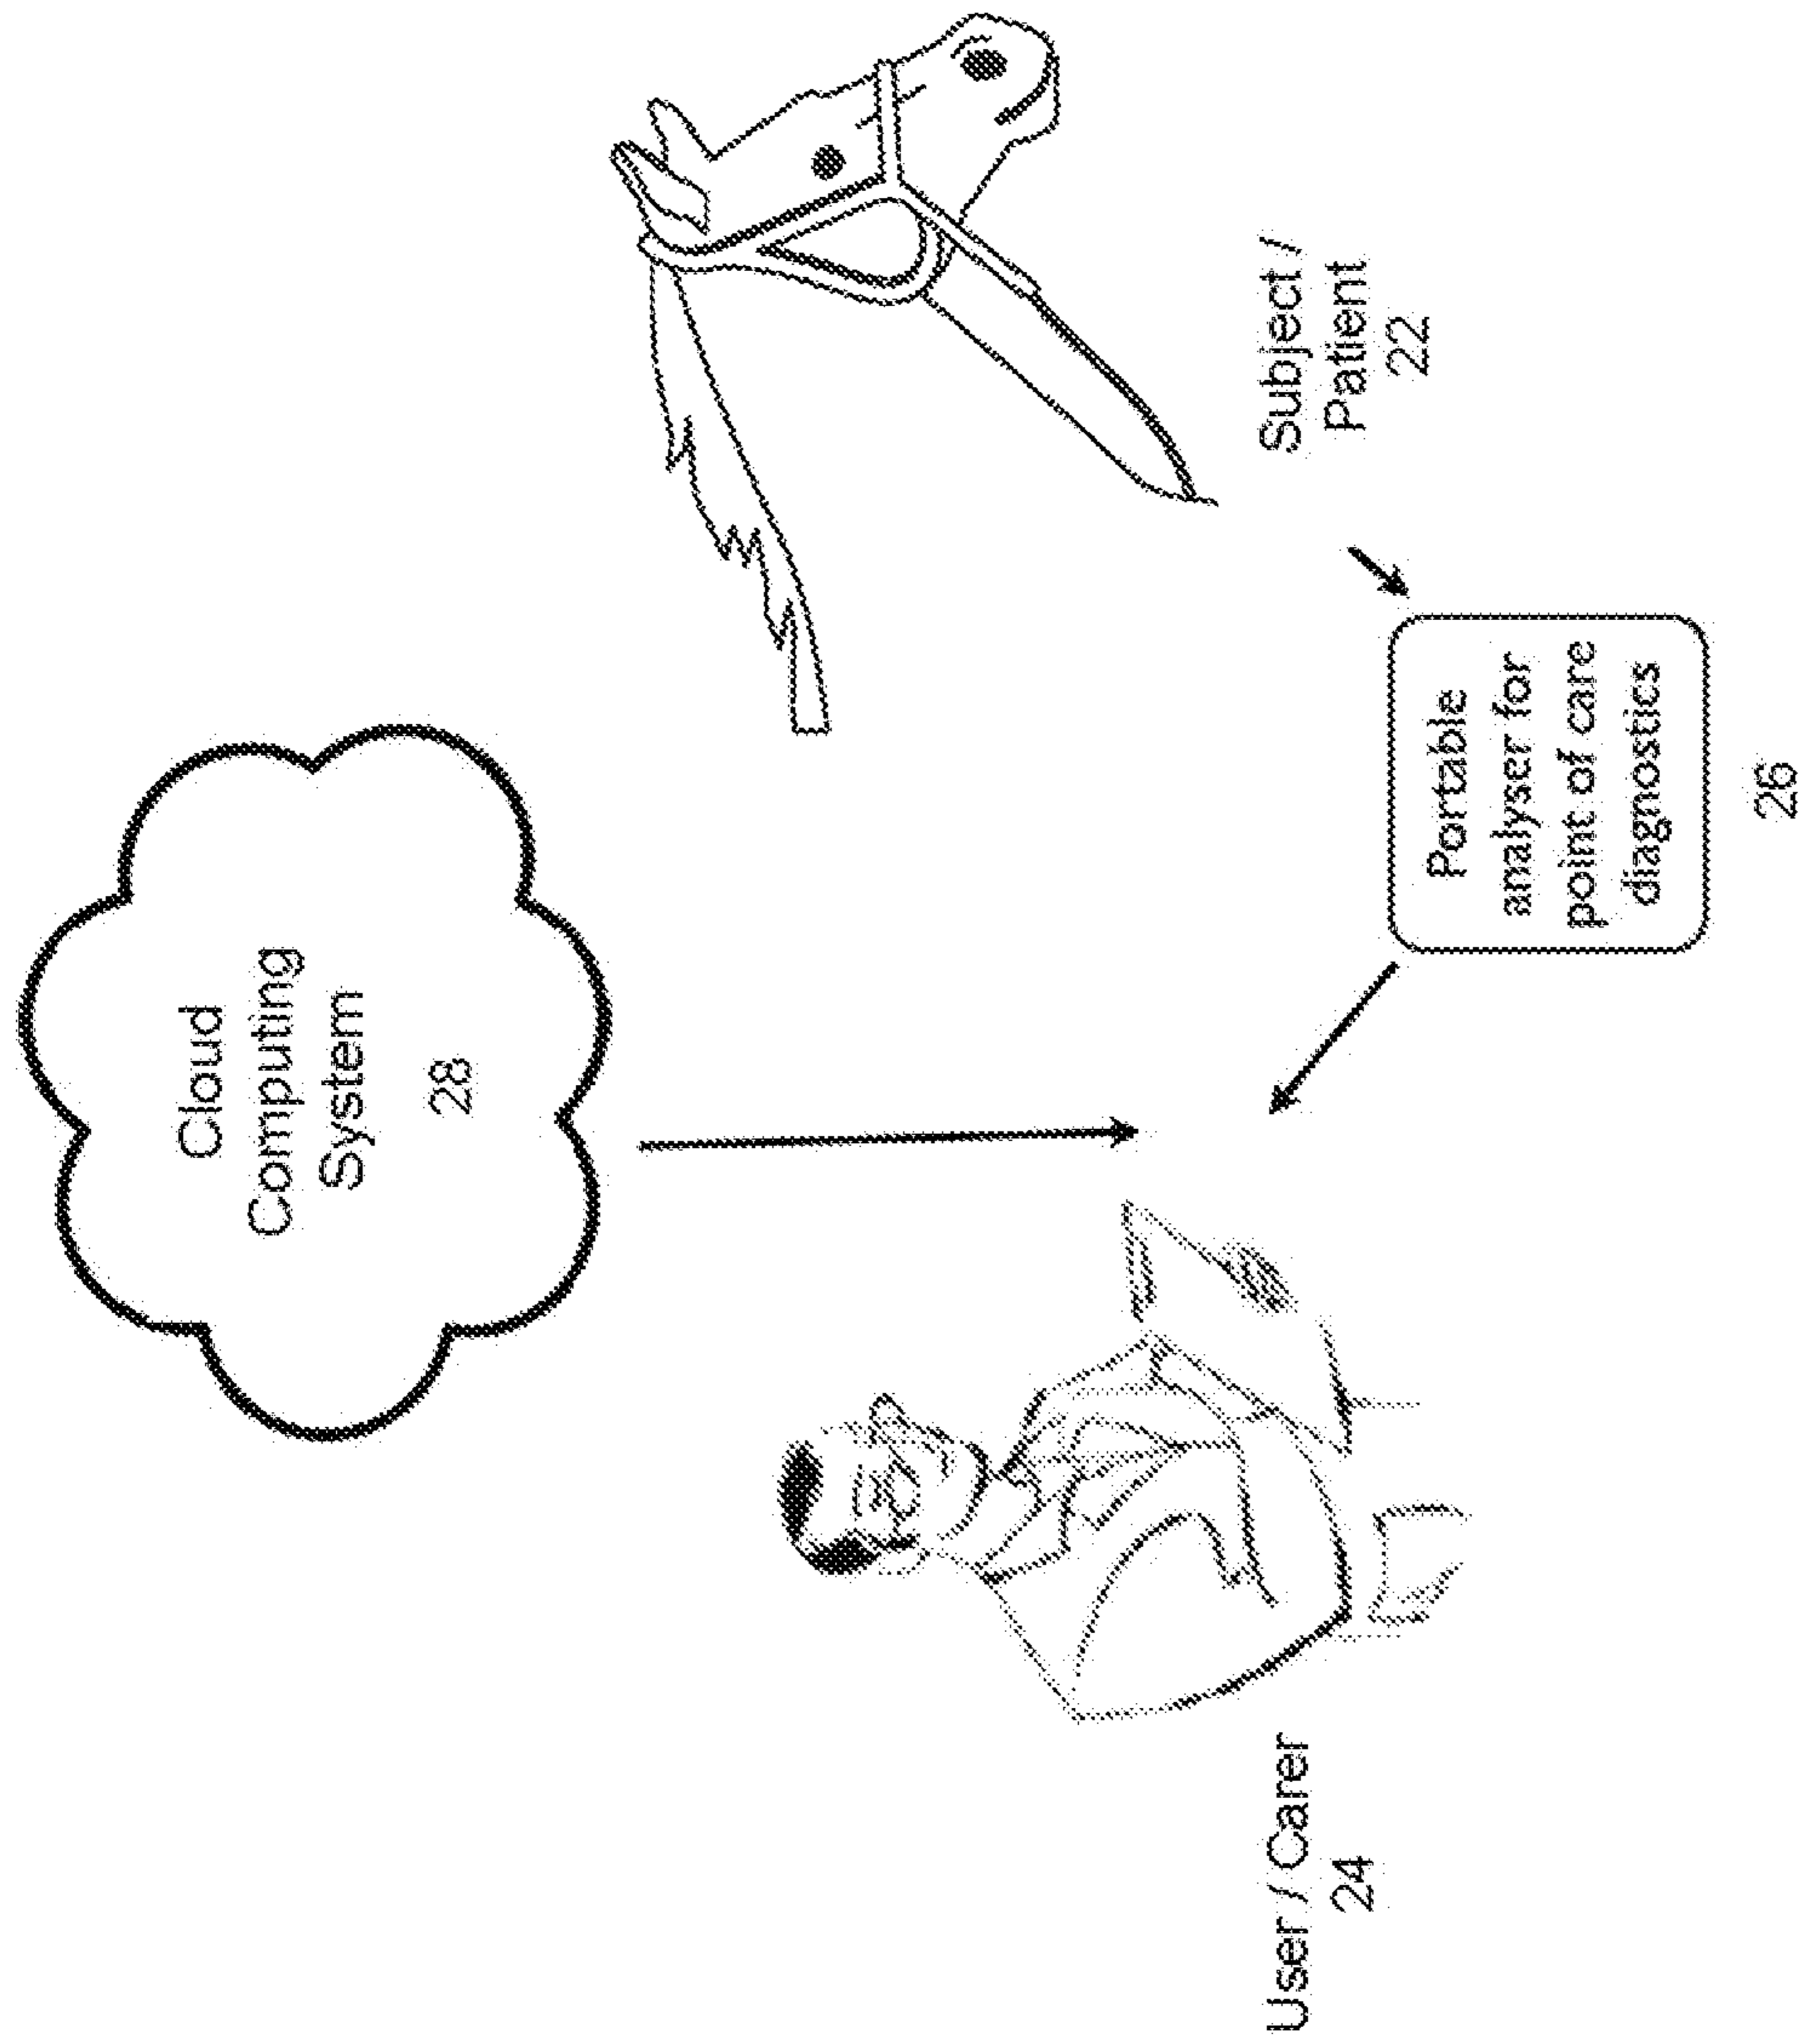 Cloud
Computing
System
28
Subject /
Patient
22
Portable
analyser for
point of care
diagnostics
26
User / Carer
24